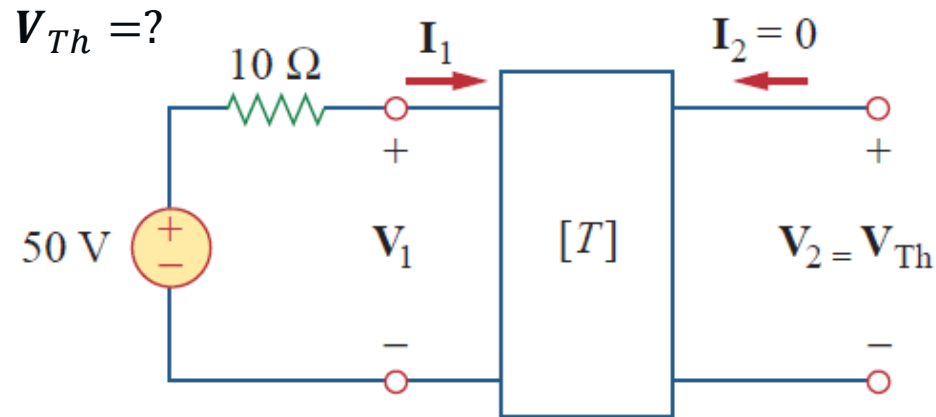 V_Th =?
10 Ω
I_1
I_2 = 0
+
+
50 V
+
−
V_1
[T]
V_2 = V_Th
−
−